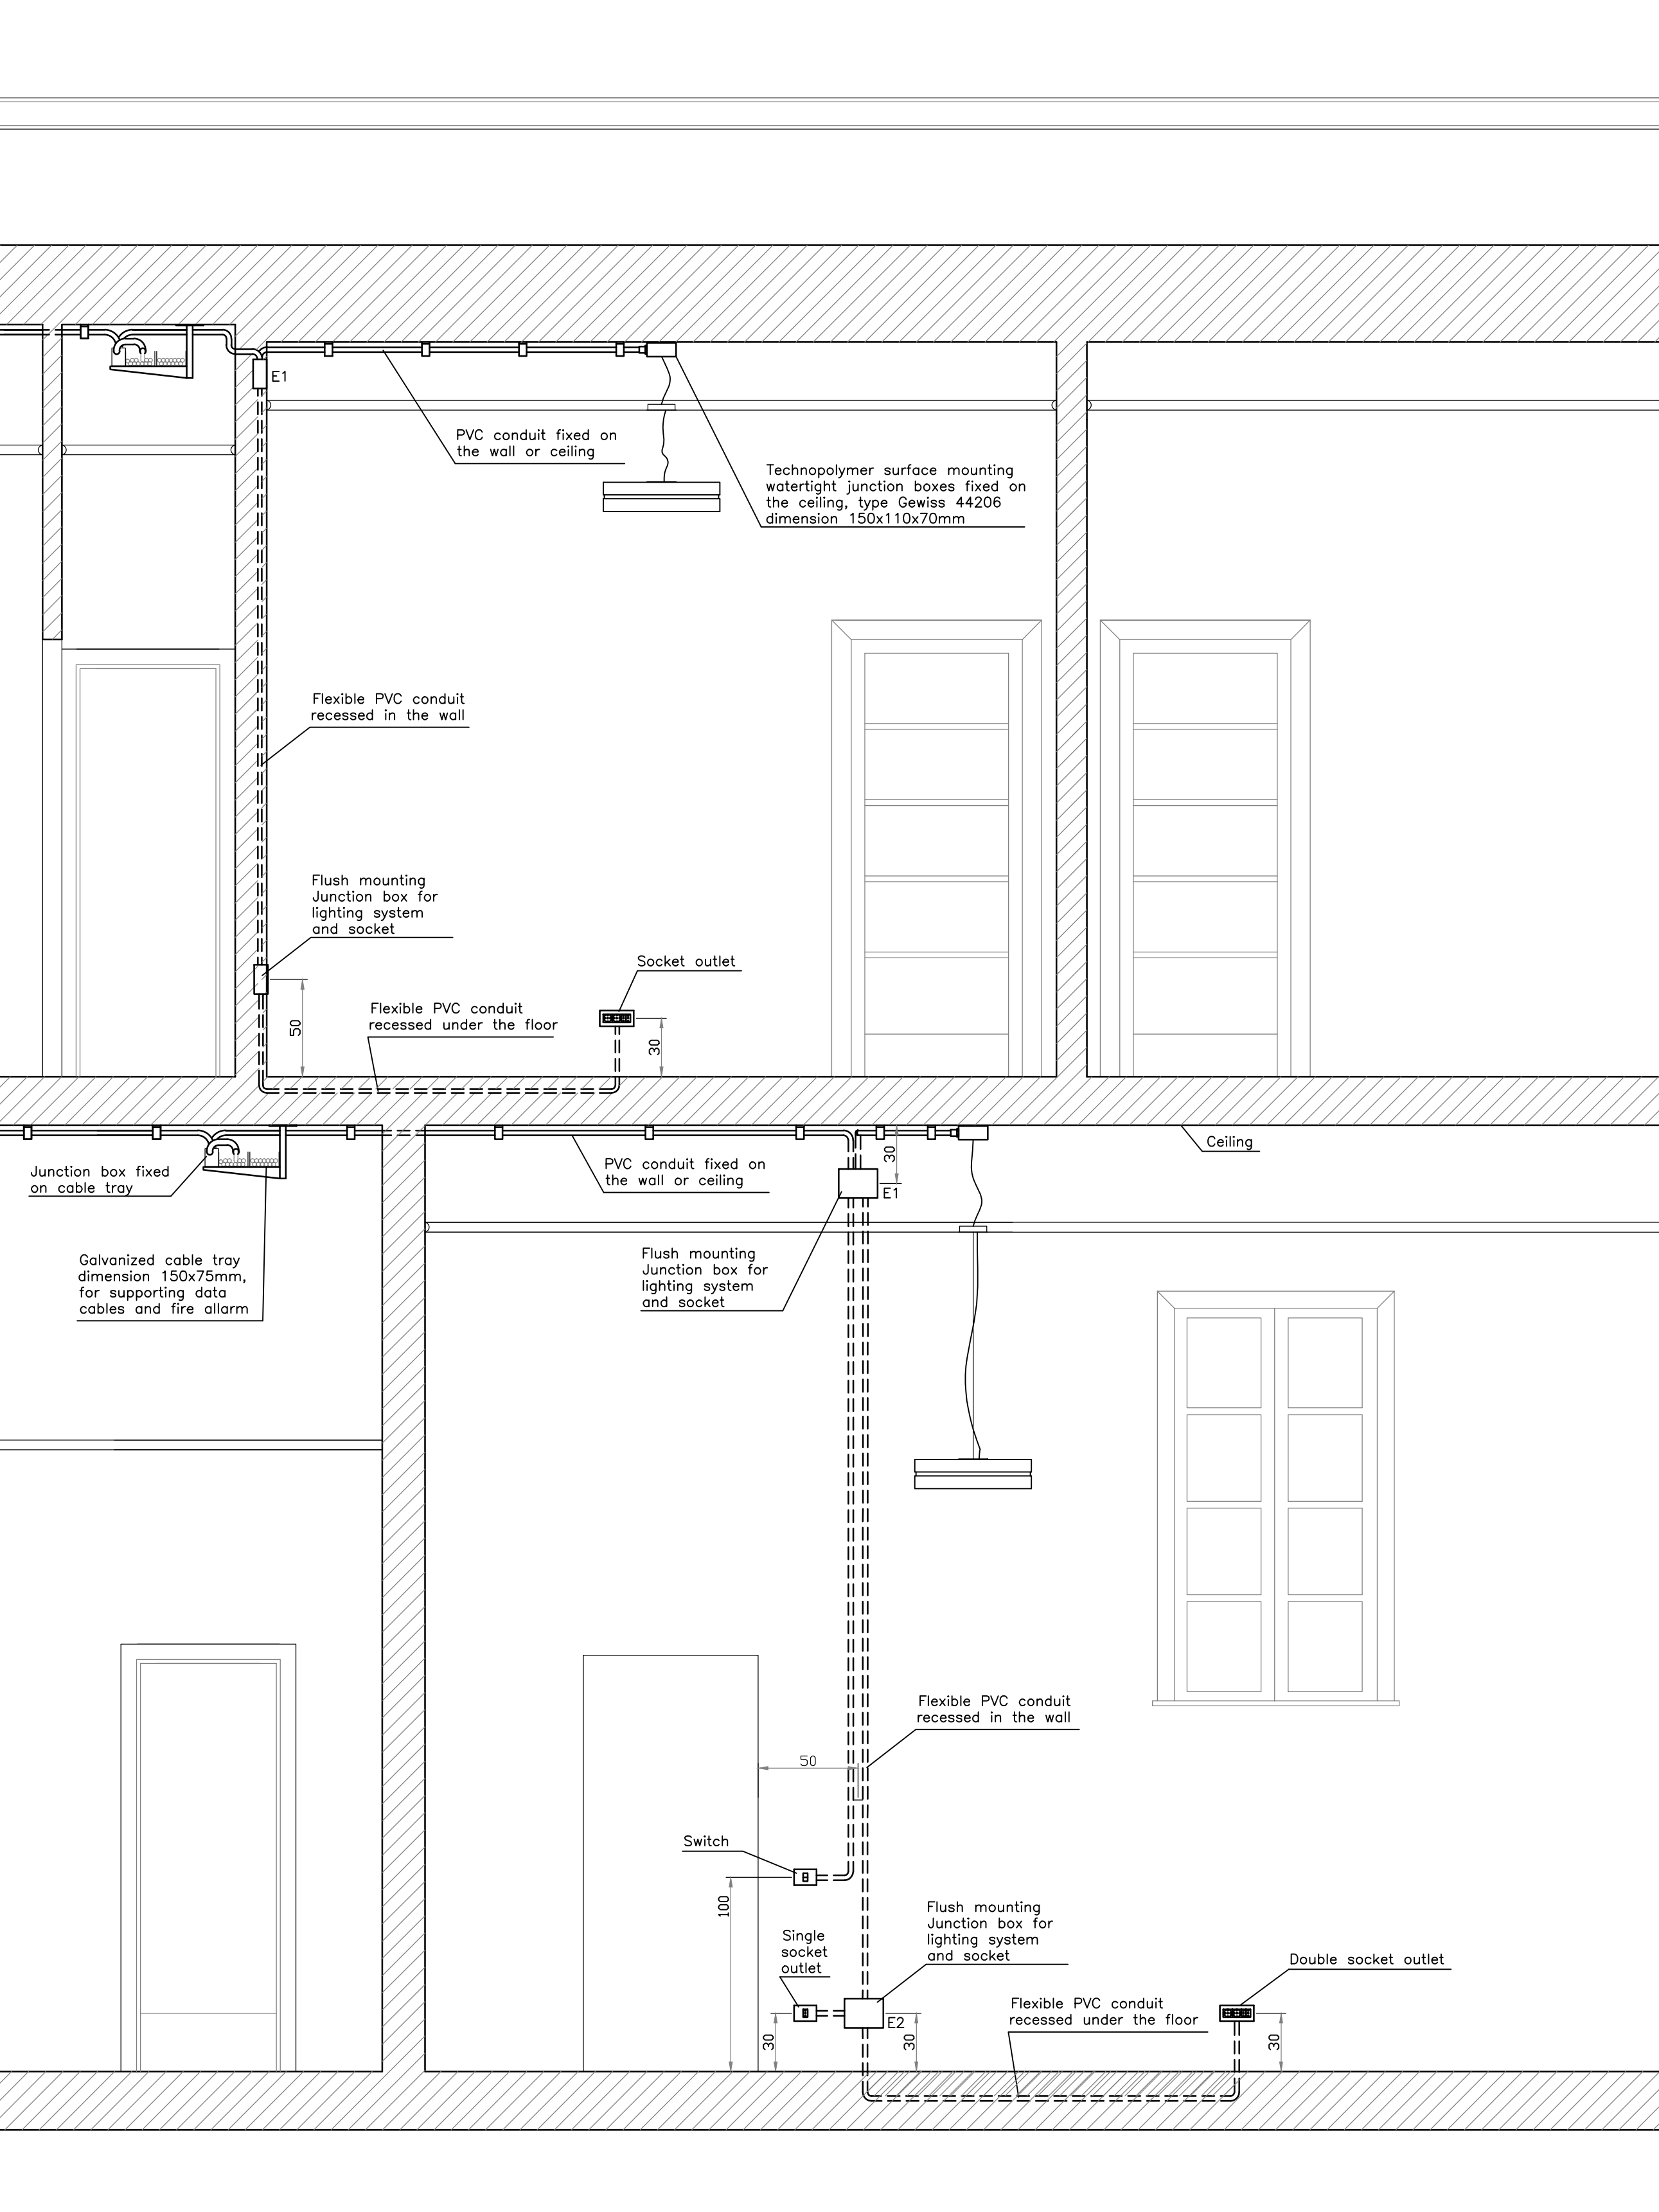 E1
PVC conduit fixed on
the wall or ceiling
Technopolymer surface mounting
watertight junction boxes fixed on
the ceiling, type Gewiss 44206
dimension 150x110x70mm
Flexible PVC conduit
recessed in the wall
Flush mounting
Junction box for
lighting system
and socket
Socket outlet
Flexible PVC conduit
recessed under the floor
50
30
Ceiling
Junction box fixed
on cable tray
PVC conduit fixed on
the wall or ceiling
30
E1
Galvanized cable tray
dimension 150x75mm,
for supporting data
cables and fire allarm
Flush mounting
Junction box for
lighting system
and socket
Flexible PVC conduit
recessed in the wall
50
Switch
100
Flush mounting
Junction box for
lighting system
and socket
Single
socket
outlet
Double socket outlet
Flexible PVC conduit
recessed under the floor
E2
30
30
30